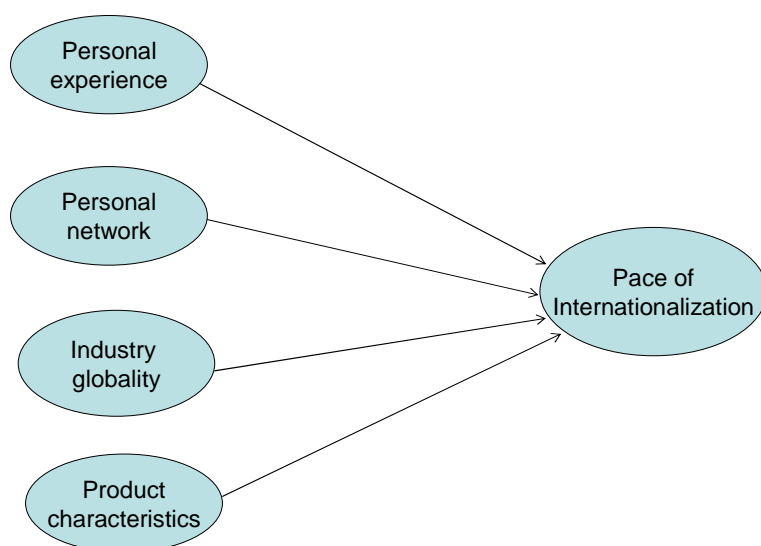 Personal
experience
Personal
network
Pace of
Internationalization
Industry
globality
Product
characteristics